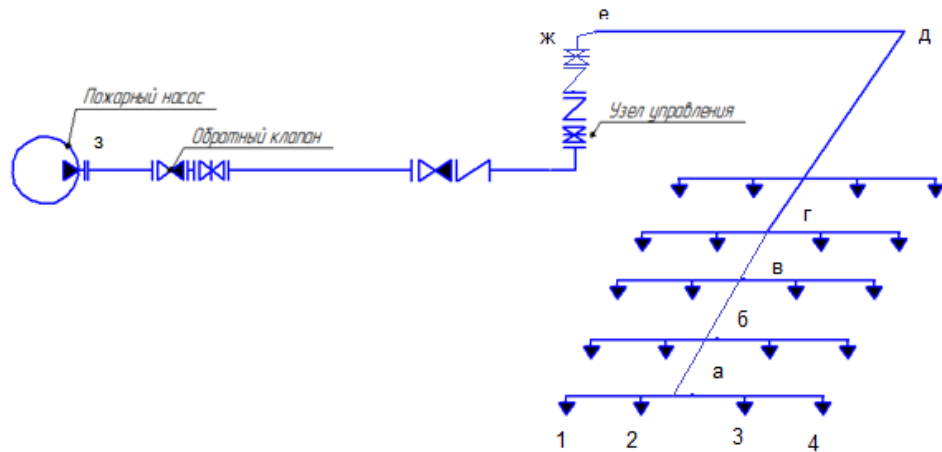 е
ж
д
Пожарный насос
Узел управления
з
Обратный клапан
г
в
б
а
1 2 3 4